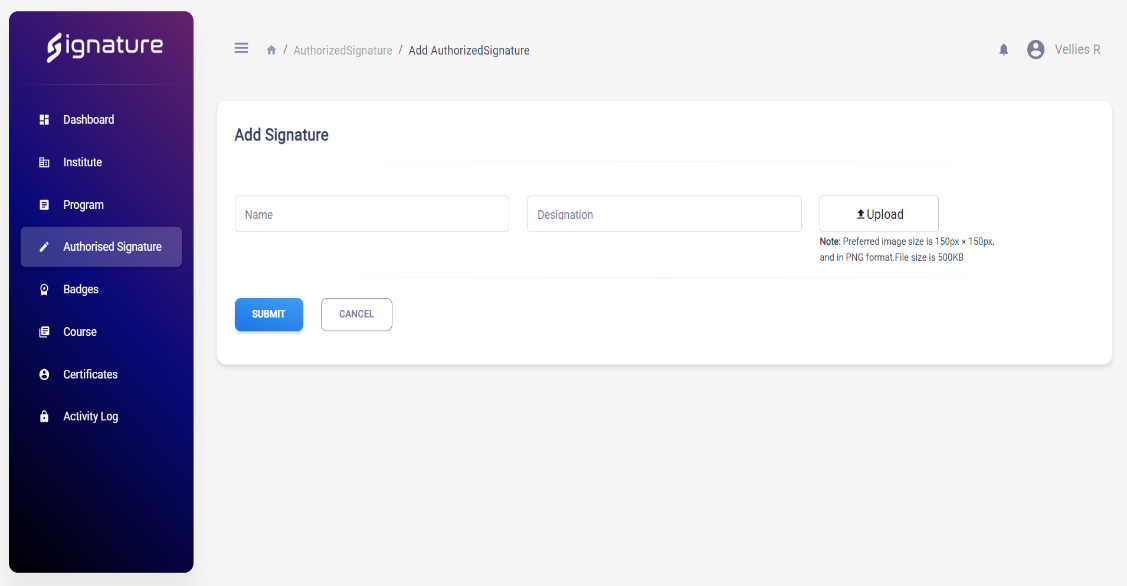 Signature
Dashboard
Institute
Program
Authorised Signature
Badges
Course
Certificates
Activity Log
/ AuthorizedSignature / Add AuthorizedSignature
Vellies R
Add Signature
Name
Designation
Upload
Note: Preferred image size is 150px × 150px,
and in PNG format.File size is 500KB
SUBMIT
CANCEL